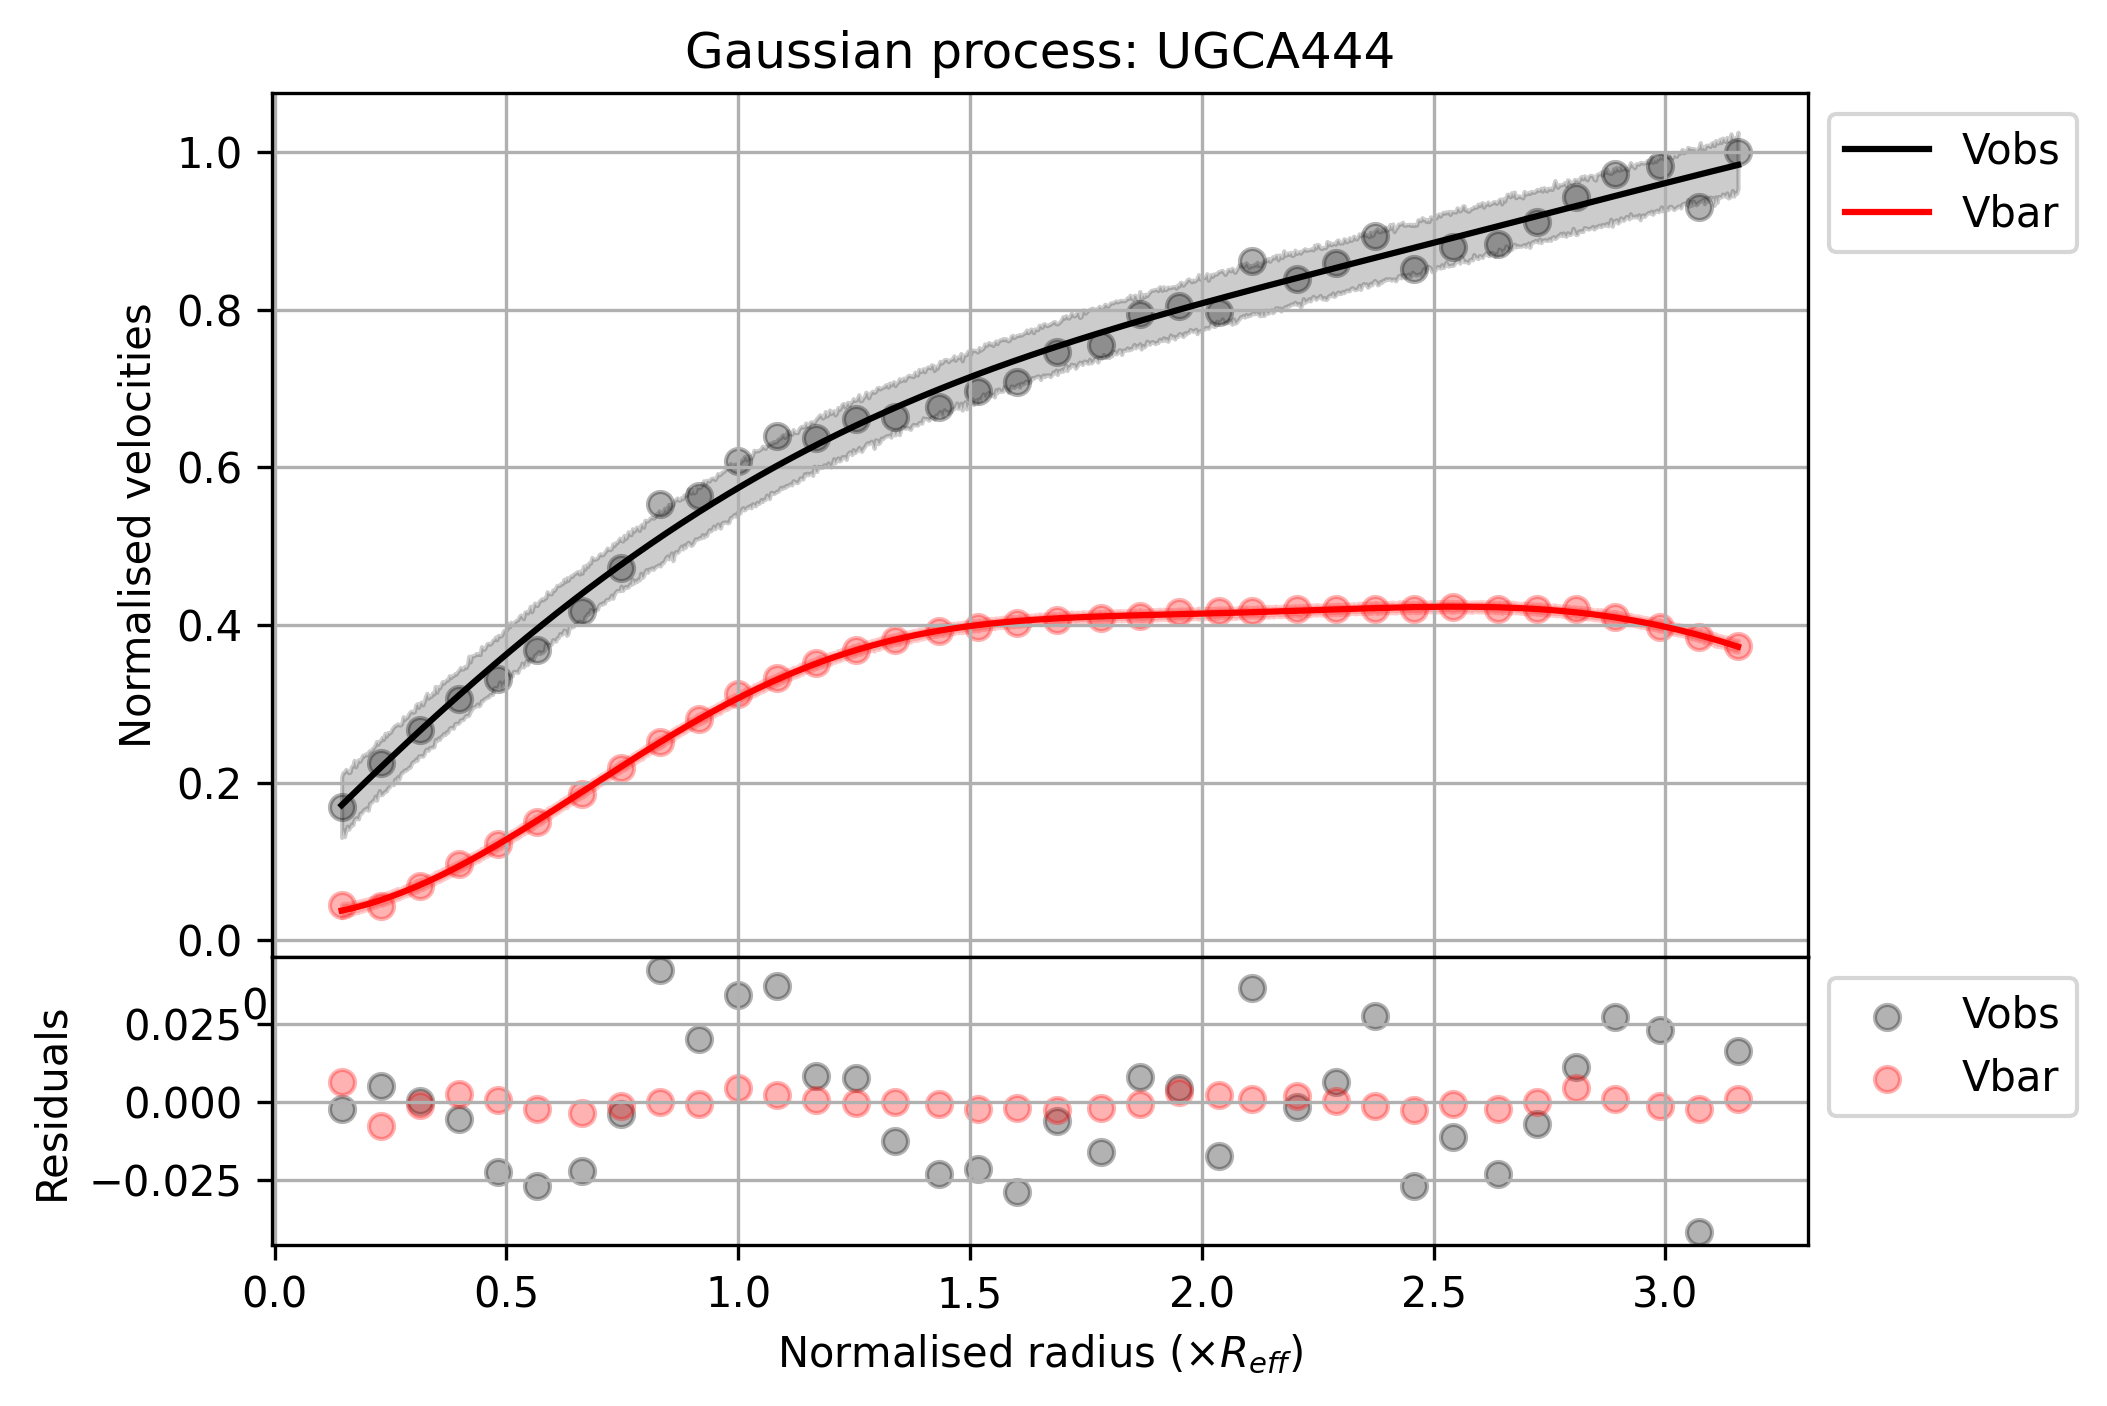 Gaussian process: UGCA444
1.0
0.8
0.6
0.4
0.2
0.0
Normalised velocities
Vobs
Vbar
0
0.025
0.000
−0.025
Residuals
Vobs
Vbar
0.0 0.5 1.0 1.5 2.0 2.5 3.0
Normalised radius (×R_eff)